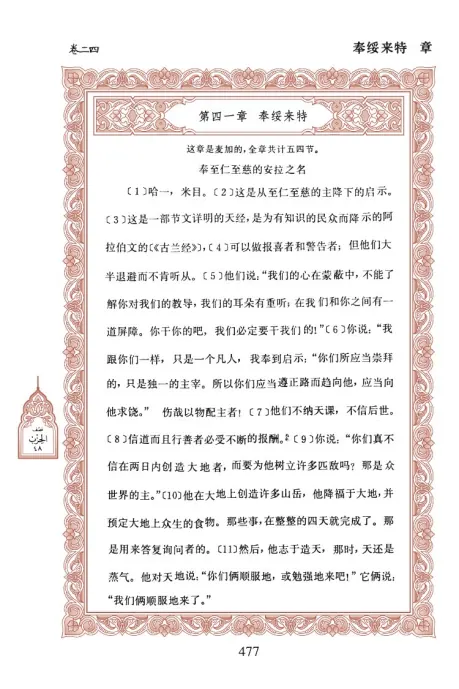 卷二四
奉绥来特 章
第四一章 奉绥来特
这章是麦加的,全章共计五四节。
奉至仁至慈的安拉之名
〔1〕哈一,米目。〔2〕这是从至仁至慈的主降下的启示。
〔3〕这是一部节文详明的天经,是为有知识的民众而降示的阿
拉伯文的《古兰经》,〔4〕可以做报喜者和警告者;但他们大
半退避而不肯听从。〔5〕他们说:“我们的心在蒙蔽中,不能了
解你对我们的教导,我们的耳朵有重听;在我们和你之间有一
道屏障。你干你的吧,我们必定要干我们的!”〔6〕你说:“我
跟你们一样,只是一个凡人,我奉到启示:“你们所应当崇拜
的,只是独一的主宰。所以你们应当遵正路而趋向他,应当向
他求饶。” 伤哉以物配主者!〔7〕他们不纳天课,不信后世。
〔8〕信道而且行善者必受不断的报酬。〔9〕你说:“你们真不
信在两日内创造大地者,而要为他树立许多匹敌吗?那是众
世界的主。”〔10〕他在大地上创造许多山岳,他降福于大地,并
预定大地上众生的食物。那些事,在整整的四天就完成了。那
是用来答复询问者的。〔11〕然后,他志于造天,那时,天还是
蒸气。他对天地说:“你们俩顺服地,或勉强地来吧!”它俩说:
“我们俩顺服地来了。”
نصف
الحزب
٤٨
477